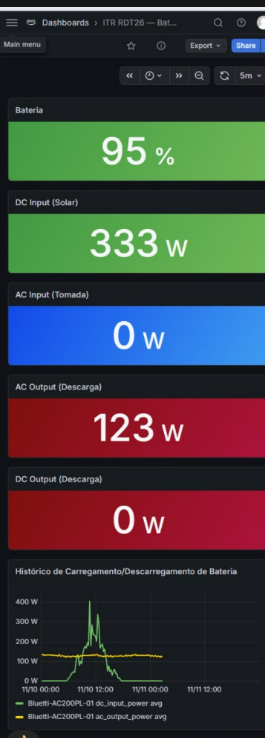 Dashboards › ITR RDT26 — Bat...
Main menu
Export
Share
5m
Bateria
95 %
DC Input (Solar)
333 W
AC Input (Tomada)
0 W
AC Output (Descarga)
123 W
DC Output (Descarga)
0 W
Histórico de Carregamento/Descarregamento de Bateria
400 W
300 W
200 W
100 W
0 W
11/10 00:00 11/10 12:00 11/11 00:00 11/11 12:00
Bluetti-AC200PL-01 dc_input_power avg
Bluetti-AC200PL-01 ac_output_power avg